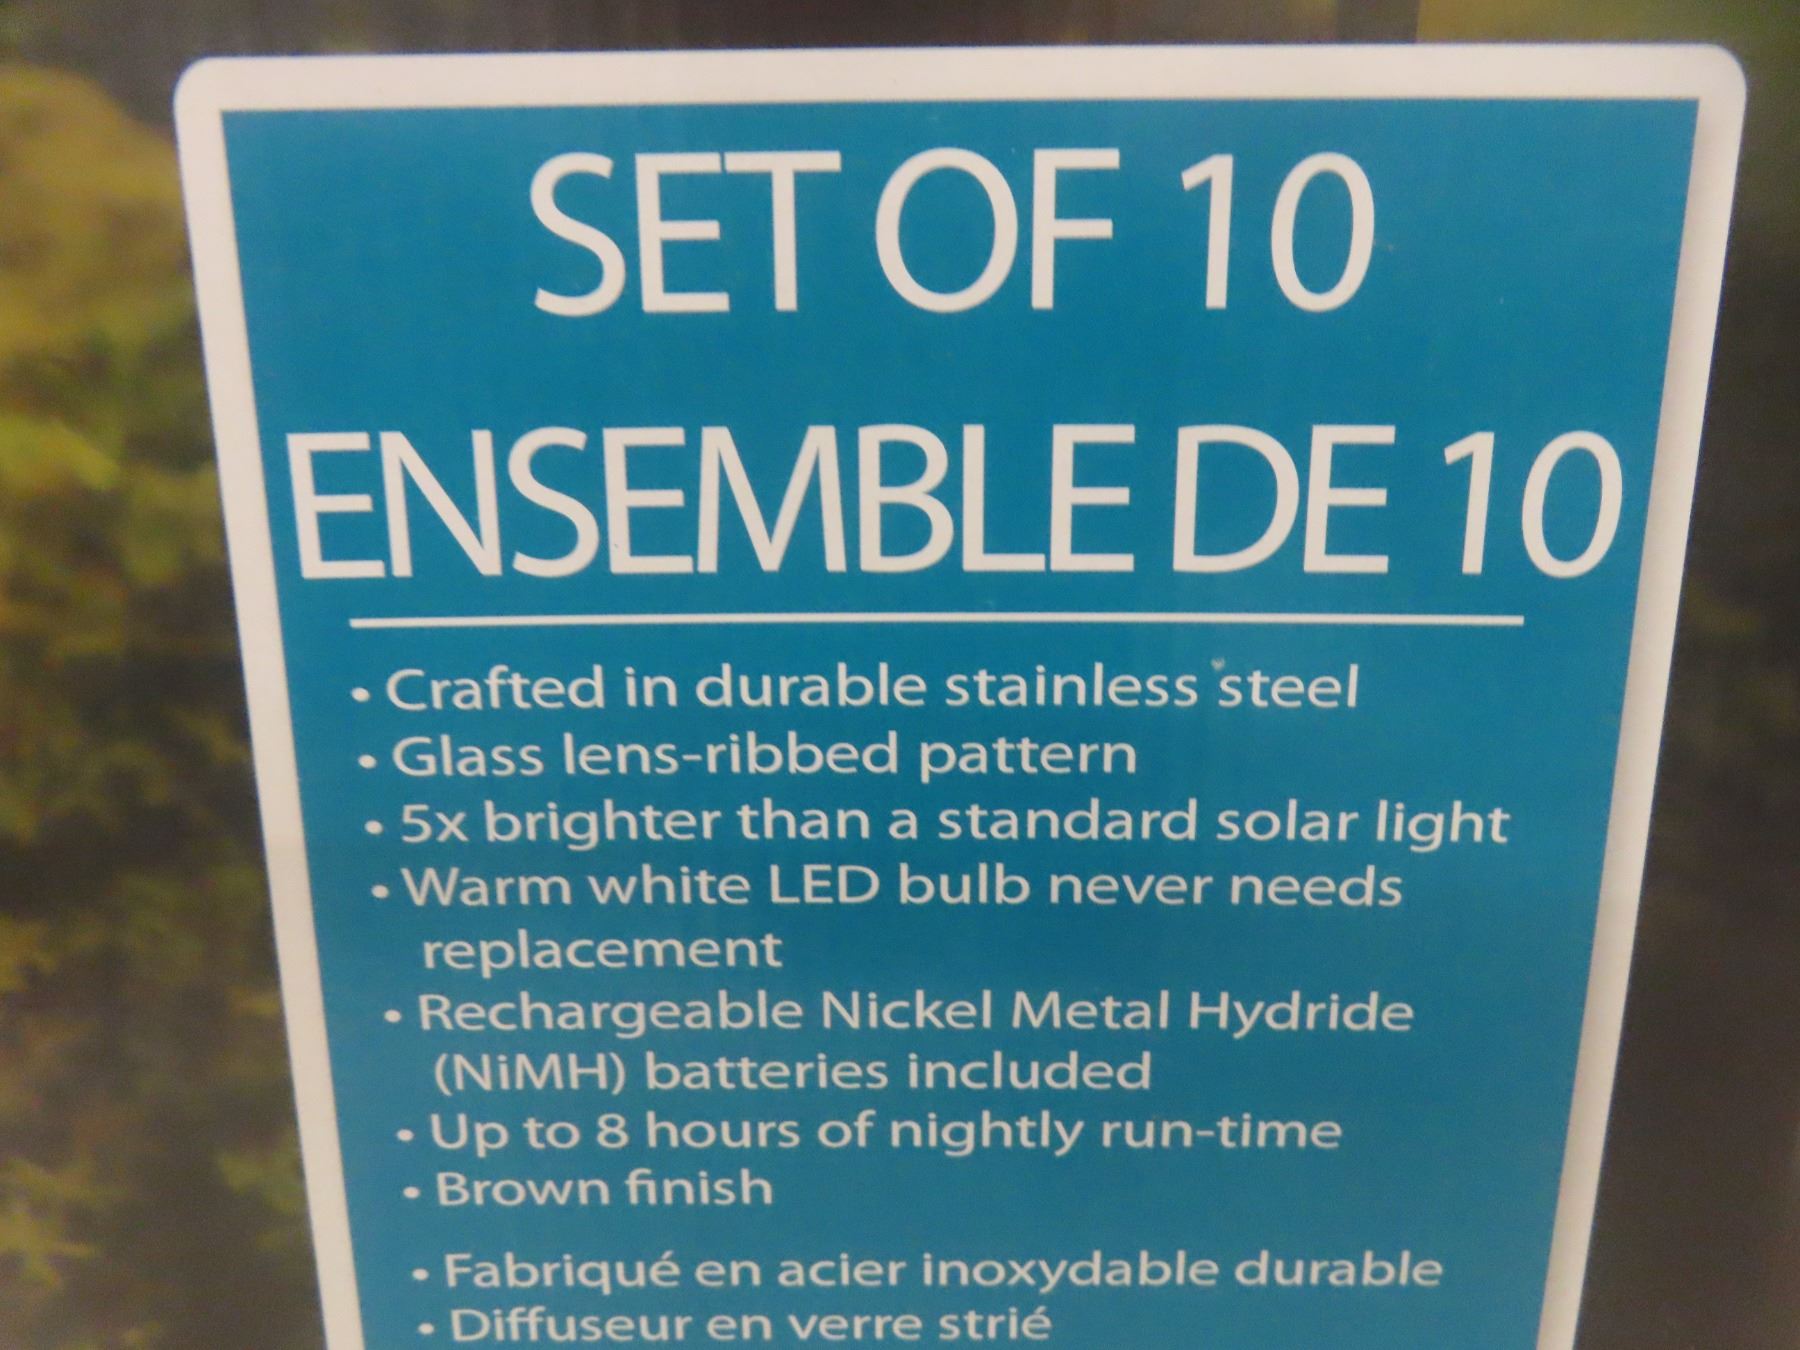 SET OF 10
ENSEMBLE DE 10
• Crafted in durable stainless steel
• Glass lens-ribbed pattern
• 5x brighter than a standard solar light
• Warm white LED bulb never needs
replacement
• Rechargeable Nickel Metal Hydride
(NiMH) batteries included
• Up to 8 hours of nightly run-time
• Brown finish
• Fabriqué en acier inoxydable durable
• Diffuseur en verre strié